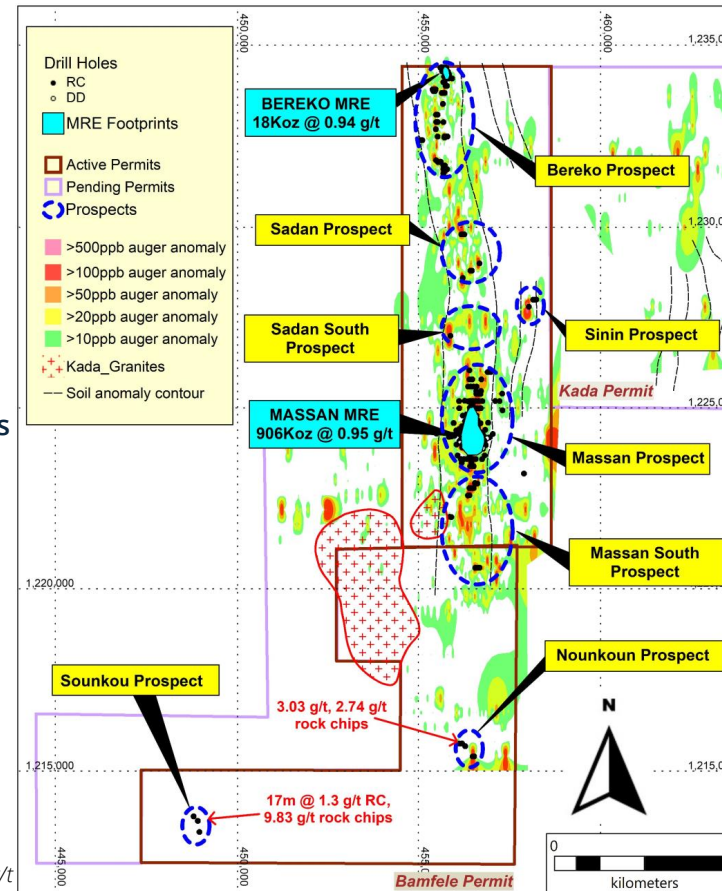 450,000
455,000
460,000
1,235,0
Drill Holes
RC
DD
MRE Footprints
Active Permits
Pending Permits
Prospects
>500ppb auger anomaly
>100ppb auger anomaly
>50ppb auger anomaly
>20ppb auger anomaly
>10ppb auger anomaly
Kada_Granites
Soil anomaly contour
BEREKO MRE
18Koz @ 0.94 g/t
Bereko Prospect
1,230,0
Sadan Prospect
Sadan South
Prospect
Sinin Prospect
Kada Permit
1,225,0
s
MASSAN MRE
906Koz @ 0.95 g/t
Massan Prospect
Massan South
Prospect
1,220,000
1,220,0
Nounkoun Prospect
Sounkou Prospect
3.03 g/t, 2.74 g/t
rock chips
N
1,215,000
1,215,0
17m @ 1.3 g/t RC,
9.83 g/t rock chips
0
kilometers
/t
445,000
450,000
455,0
Bamfele Permit